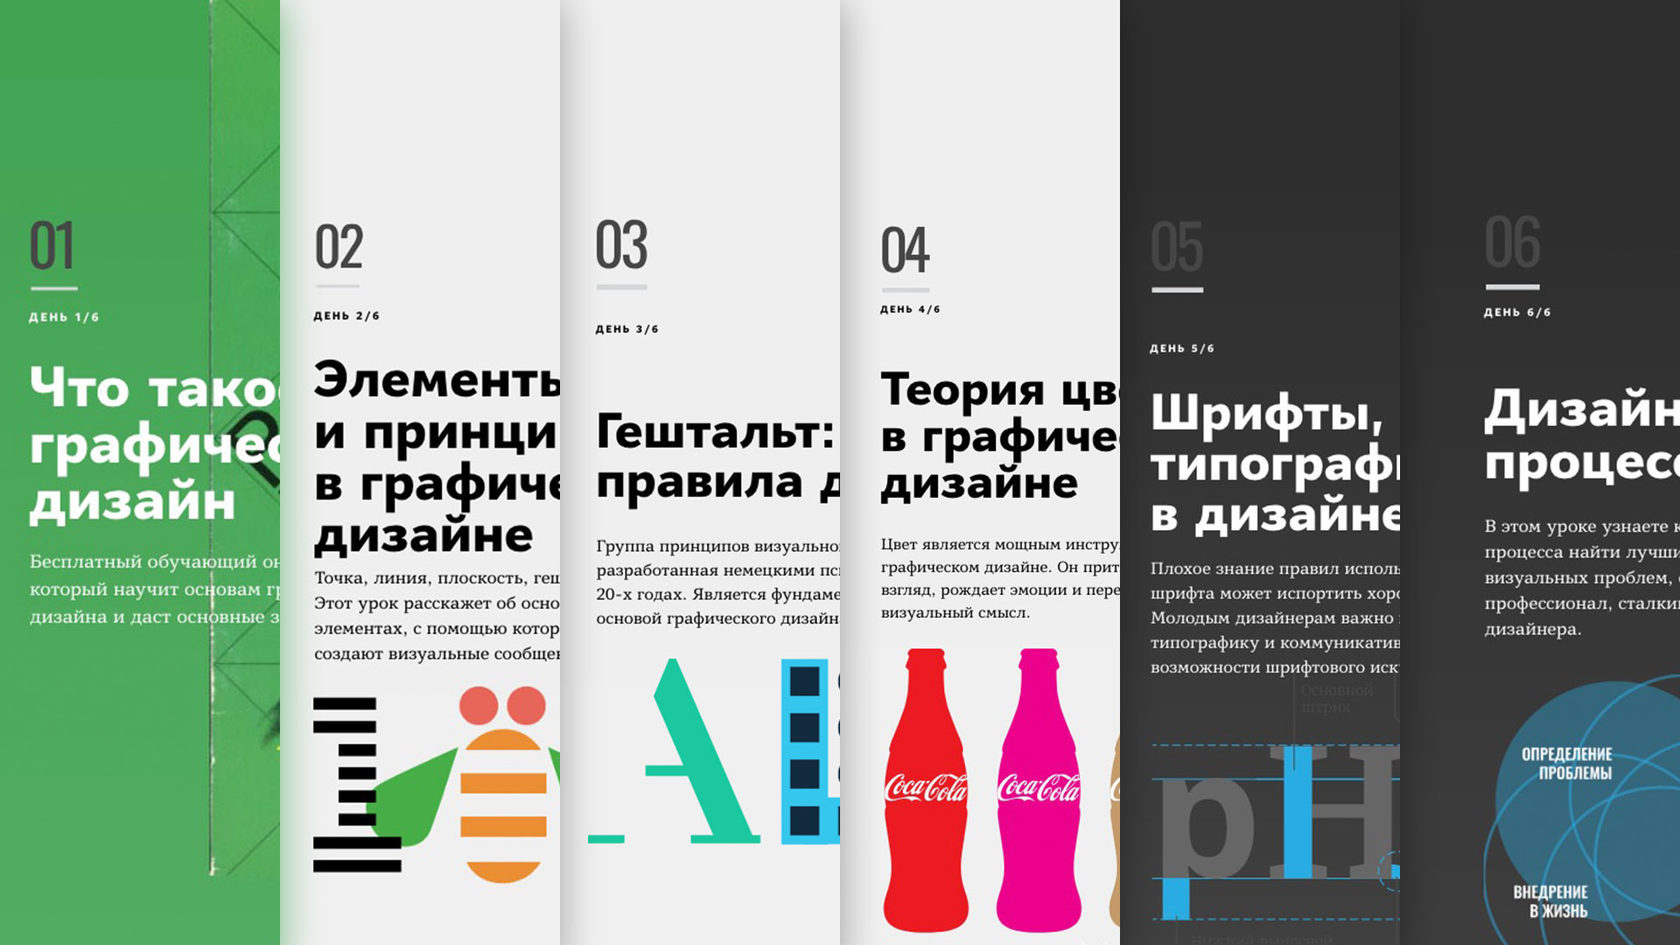 01
ДЕНЬ 1/6
Что тако
графичес
дизайн
Бесплатный обучающий он
который научит основам г
дизайна и даст основные з
02
ДЕНЬ 2/6
Элементы
и принци
в графиче
дизайне
Точка, линия, плоскость, геш
Этот урок расскажет об осно
элементах, с помощью котор
создают визуальные сообщен
03
ДЕНЬ 3/6
Гештальт:
правила д
Группа принципов визуально
разработанная немецкими пс
20-х годах. Является фундаме
основой графического дизайн
04
ДЕНЬ 4/6
Теория цв
в графиче
дизайне
Цвет является мощным инстру
графическом дизайне. Он прит
взгляд, рождает эмоции и пере
визуальный смысл.
Coca-Cola
Coca-Cola
05
ДЕНЬ 5/6
Шрифты,
типограф
в дизайне
Плохое знание правил исполь
шрифта может испортить хоро
Молодым дизайнерам важно
типографику и коммуникатив
возможности шрифтового иск
Основной
штрих
pH
06
ДЕНЬ 6/6
Дизайн
процесс
В этом уроке узнаете к
процесса найти лучши
визуальных проблем,
профессионал, сталки
дизайнера.
ОПРЕДЕЛЕНИЕ
ПРОБЛЕМЫ
ВНЕДРЕНИЕ
В ЖИЗНЬ